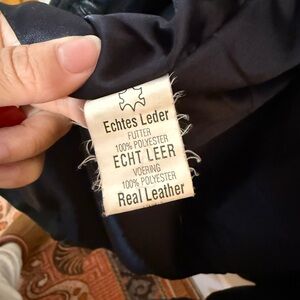 Echtes Leder
FUTTER
100% POLYESTER
ECHT LEER
VOERING
100% POLYESTER
Real Leather